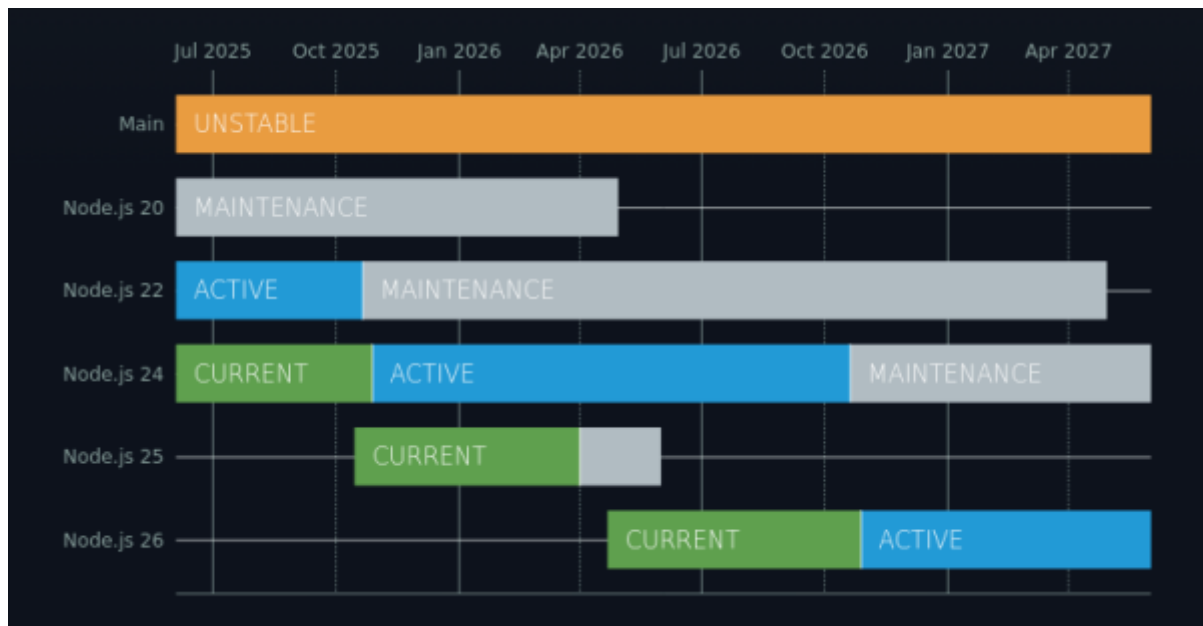 Jul 2025 Oct 2025 Jan 2026 Apr 2026 Jul 2026 Oct 2026 Jan 2027 Apr 2027
Main UNSTABLE
Node.js 20 MAINTENANCE
Node.js 22 ACTIVE MAINTENANCE
Node.js 24 CURRENT ACTIVE MAINTENANCE
Node.js 25 CURRENT
Node.js 26 CURRENT ACTIVE